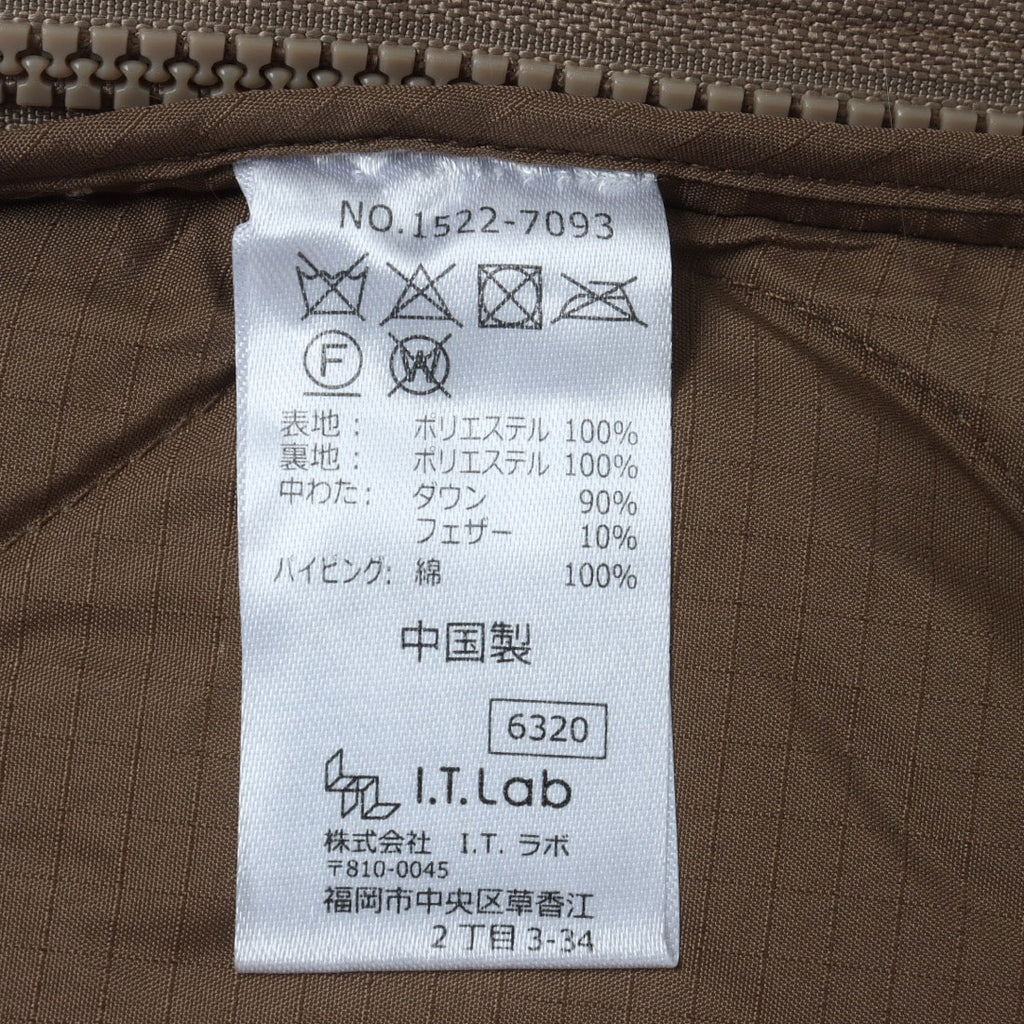 NO.1522-7093
F W
表地: ポリエステル 100%
裏地: ポリエステル 100%
中わた: ダウン 90%
フェザー 10%
パイピング: 綿 100%
中国製
6320
I.T.Lab
株式会社 I.T. ラボ
〒810-0045
福岡市中央区草香江
2丁目3-34